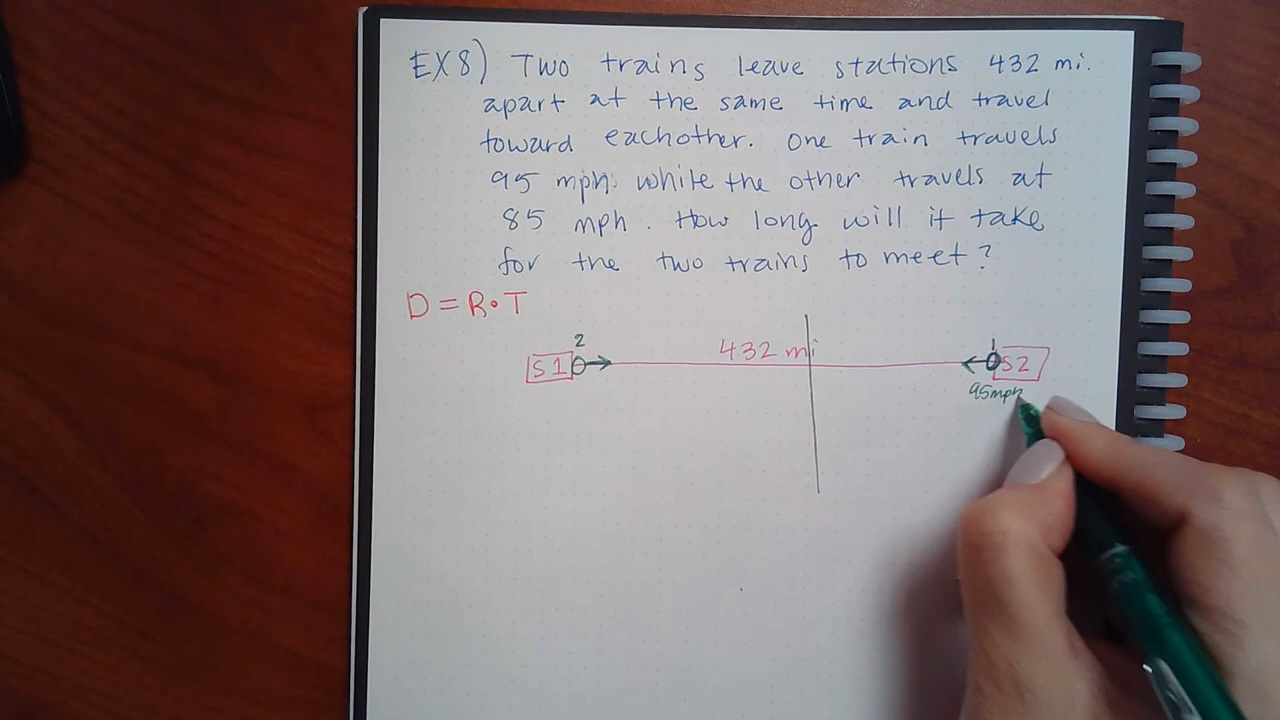 EX8) Two trains leave stations 432 mi.
apart at the same time and travel
toward eachother. One train travels
95 mph. while the other travels at
85 mph. How long will it take
for the two trains to meet?
D = R • T
2
432 mi
1
S1
S2
95mph